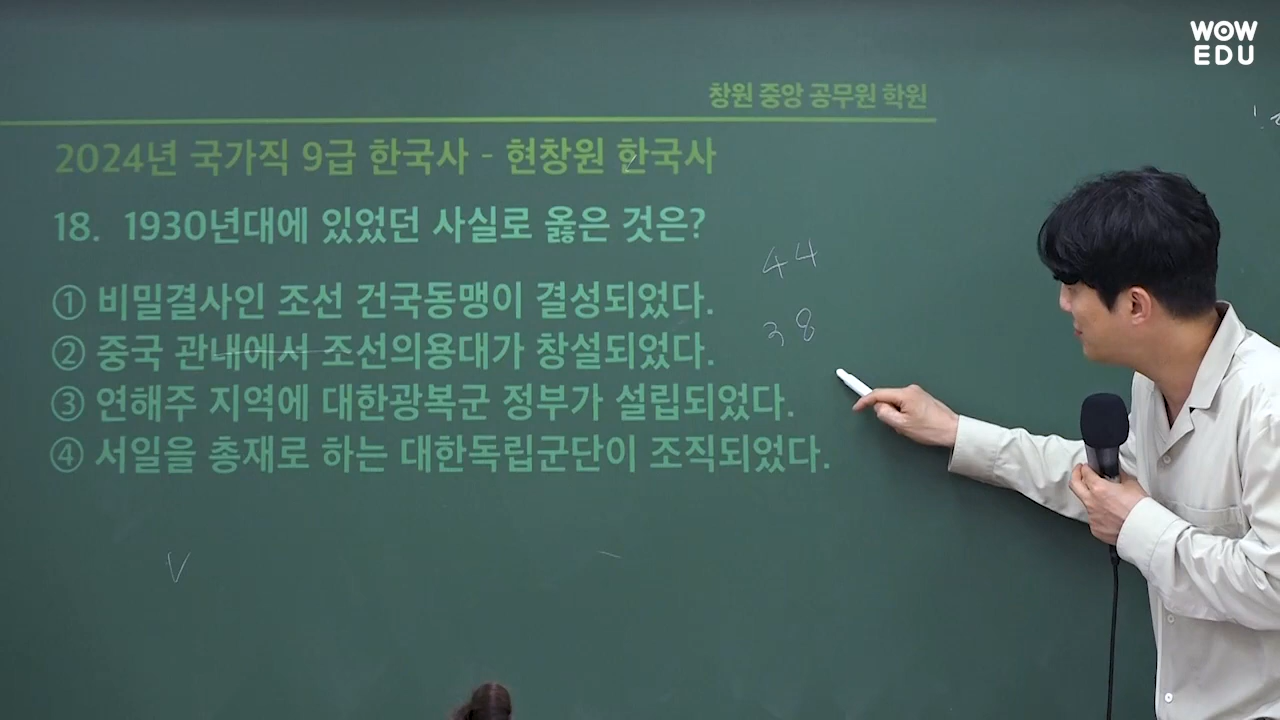 WOW
EDU
창원 중앙 공무원 학원
2024년 국가직 9급 한국사 - 현창원 한국사
18. 1930년대에 있었던 사실로 옳은 것은?
① 비밀결사인 조선 건국동맹이 결성되었다. 44
② 중국 관내에서 조선의용대가 창설되었다. 38
③ 연해주 지역에 대한광복군 정부가 설립되었다.
④ 서일을 총재로 하는 대한독립군단이 조직되었다.
V